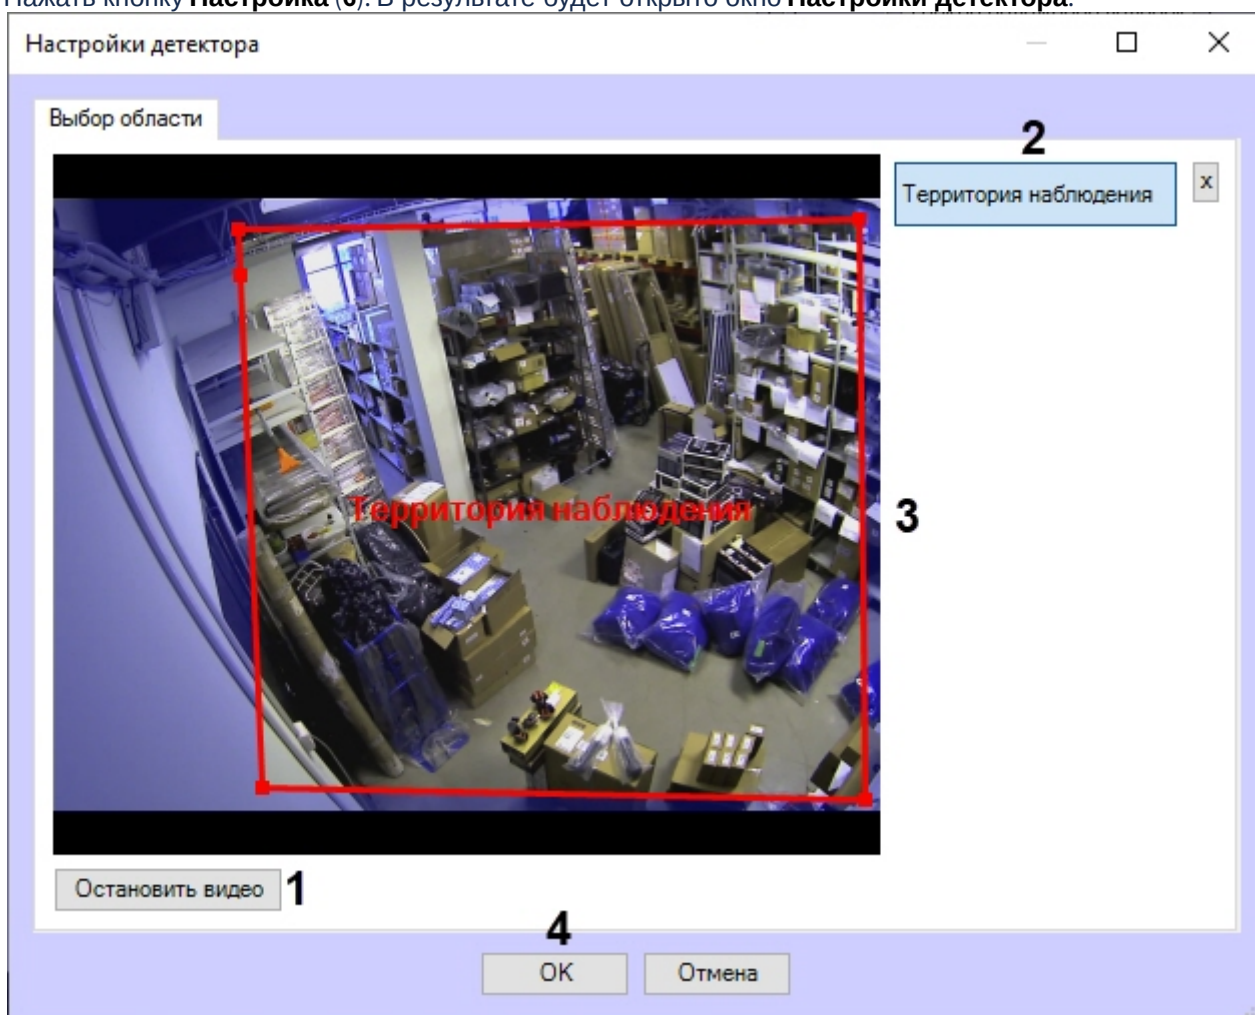 Нажать кнопку Настройка (6). В результате будет открыто окно Настройки детектора.
Настройки детектора
Выбор области
2
Территория наблюдения
x
Территория наблюдения
3
Остановить видео 1
4
OK Отмена